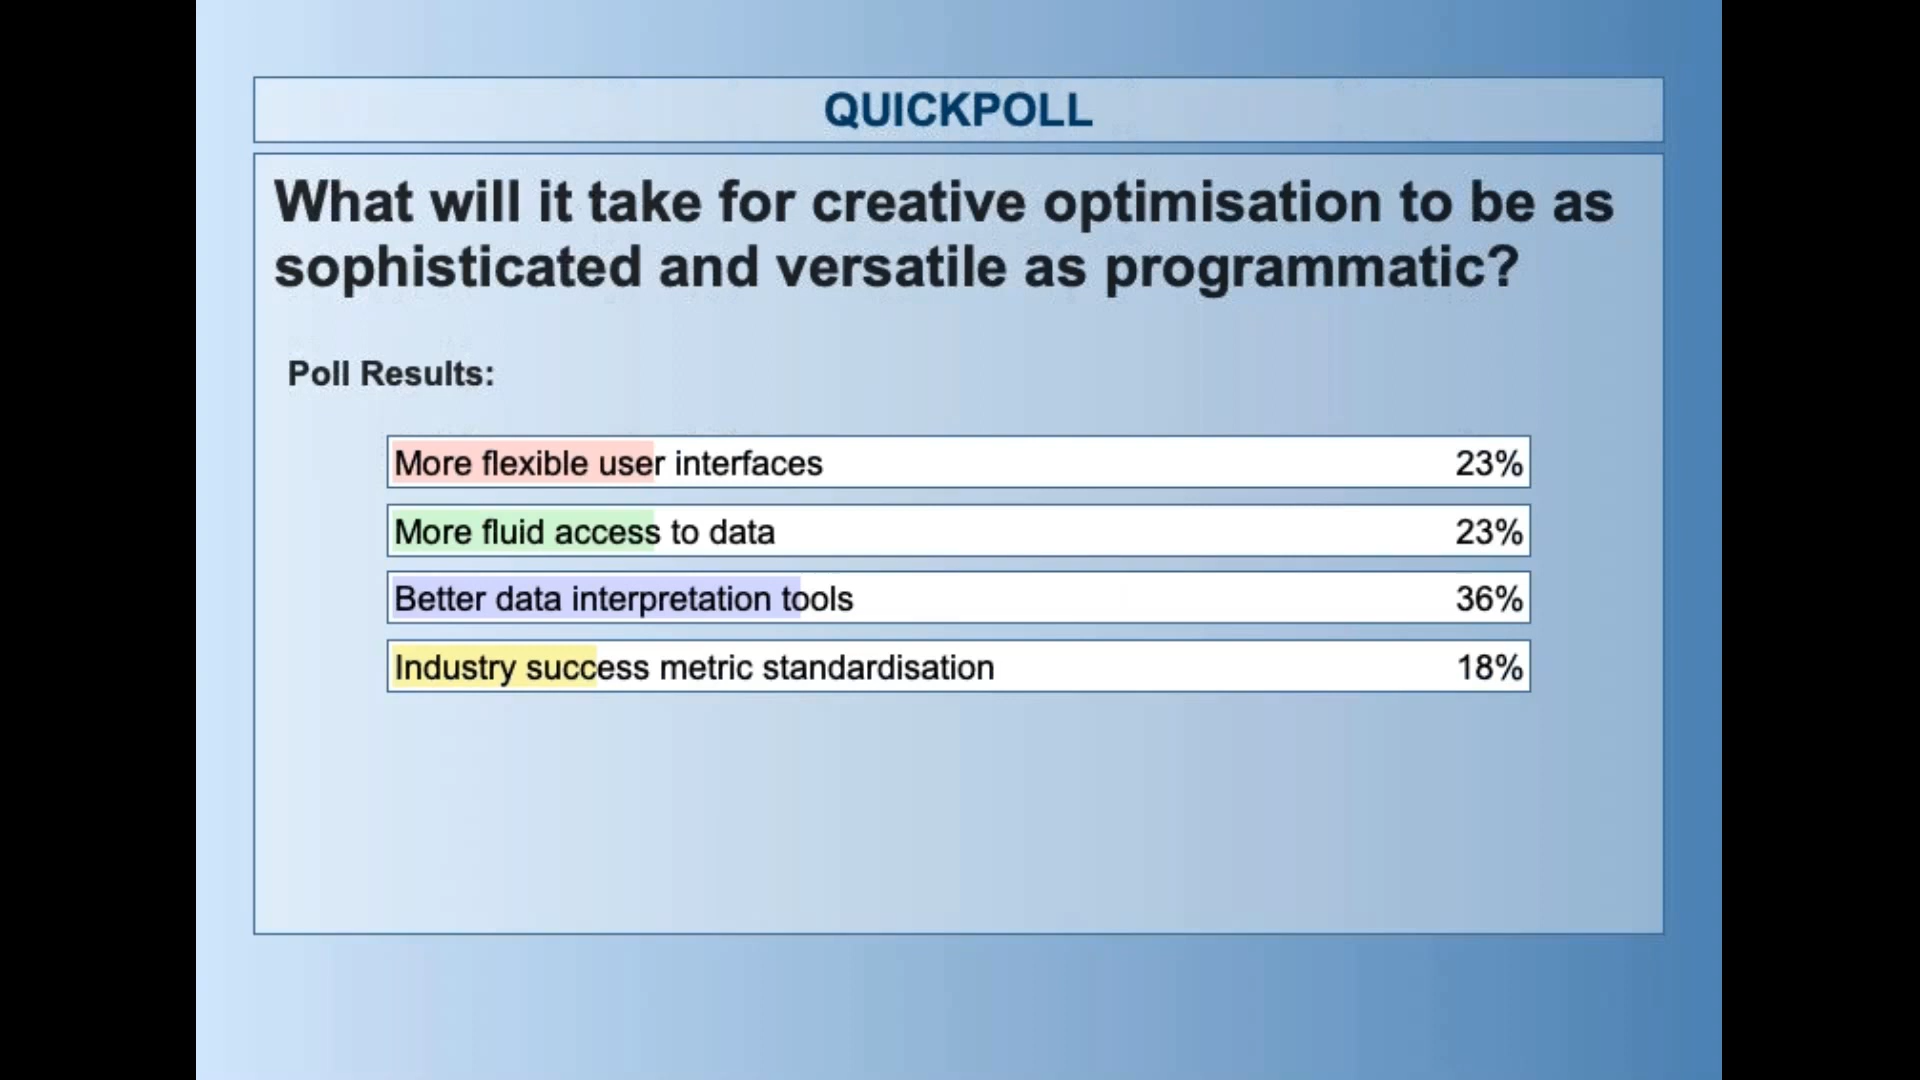 QUICKPOLL
What will it take for creative optimisation to be as
sophisticated and versatile as programmatic?
Poll Results:
More flexible user interfaces 23%
More fluid access to data 23%
Better data interpretation tools 36%
Industry success metric standardisation 18%